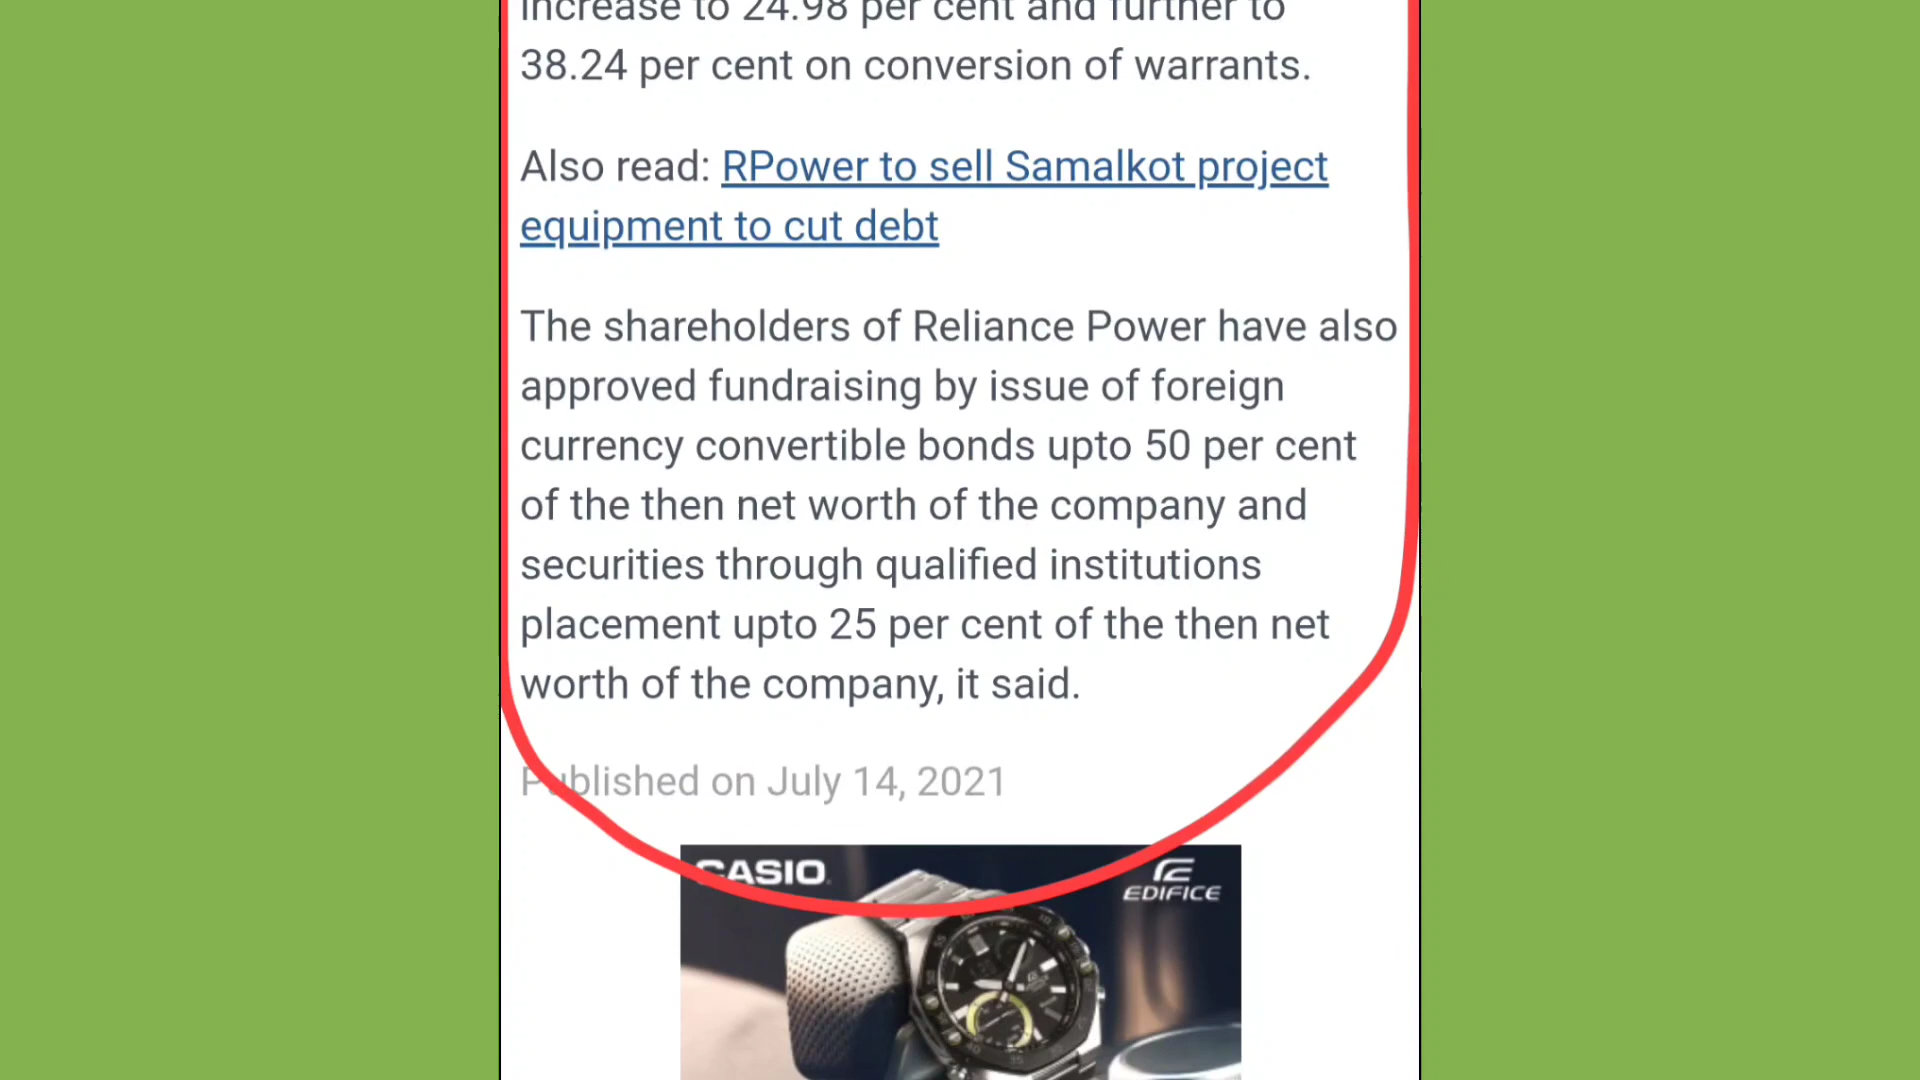 increase to 24.98 per cent and further to
38.24 per cent on conversion of warrants.
Also read: RPower to sell Samalkot project
equipment to cut debt
The shareholders of Reliance Power have also
approved fundraising by issue of foreign
currency convertible bonds upto 50 per cent
of the then net worth of the company and
securities through qualified institutions
placement upto 25 per cent of the then net
worth of the company, it said.
Published on July 14, 2021
CASIO
EDIFICE